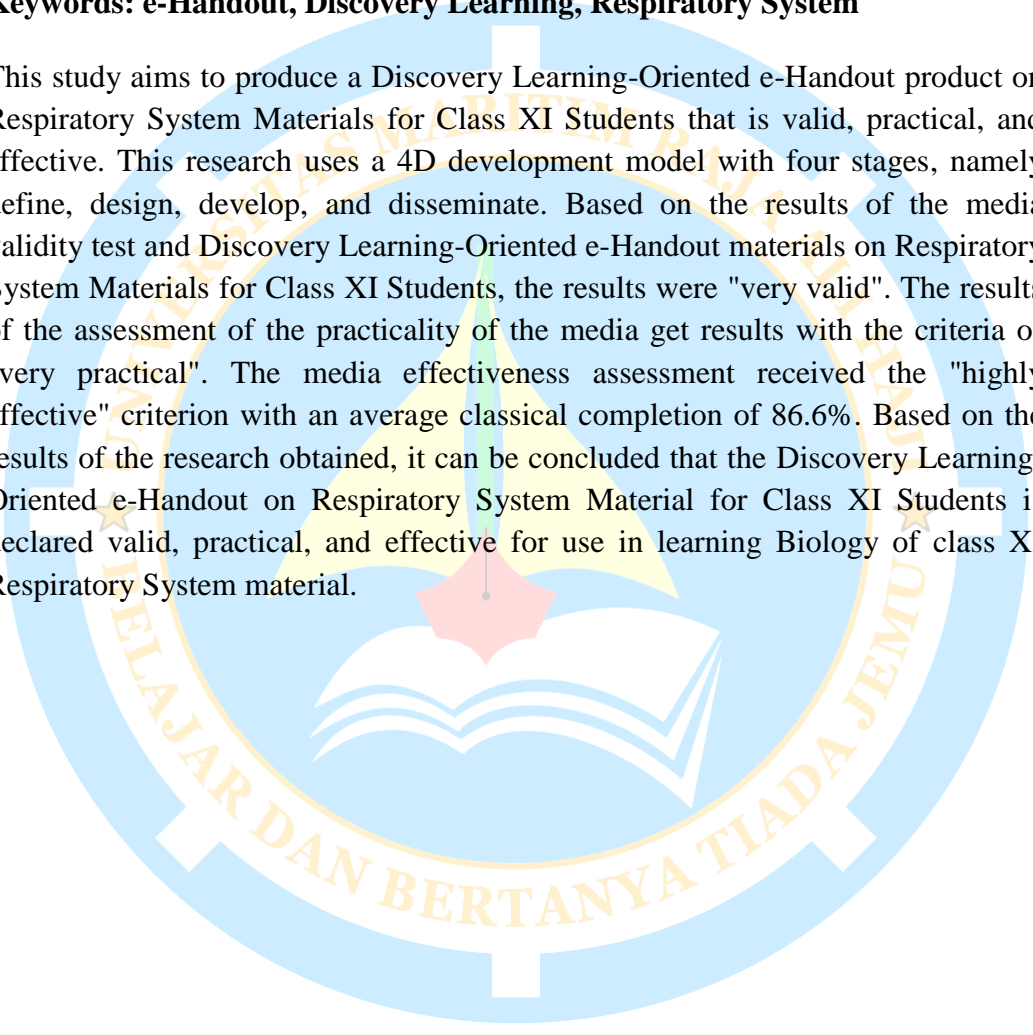 Keywords: e-Handout, Discovery Learning, Respiratory System
This study aims to produce a Discovery Learning-Oriented e-Handout product on
Respiratory System Materials for Class XI Students that is valid, practical, and
effective. This research uses a 4D development model with four stages, namely
define, design, develop, and disseminate. Based on the results of the media
validity test and Discovery Learning-Oriented e-Handout materials on Respiratory
System Materials for Class XI Students, the results were "very valid". The results
of the assessment of the practicality of the media get results with the criteria of
"very practical". The media effectiveness assessment received the "highly
effective" criterion with an average classical completion of 86.6%. Based on the
results of the research obtained, it can be concluded that the Discovery Learning-
Oriented e-Handout on Respiratory System Material for Class XI Students is
declared valid, practical, and effective for use in learning Biology of class XI
Respiratory System material.
UNIVERSITAS MARITIM RAJA ALI HAJI
BELAJAR DAN BERTANYA TIADA JEMU